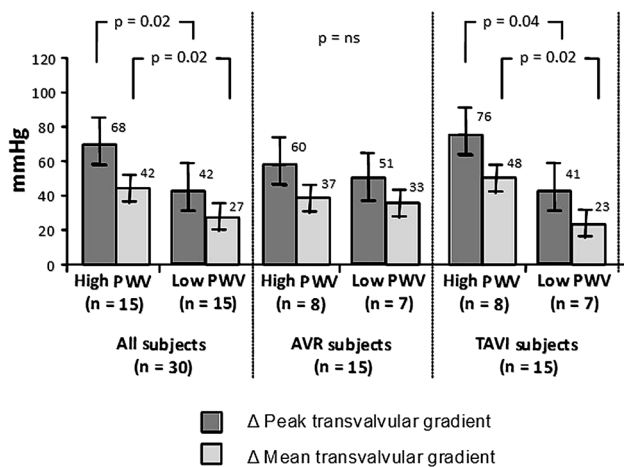 p = 0.02
p = 0.02
p = ns
p = 0.04
p = 0.02
mmHg
120
100
80
60
40
20
0
68
42
42
27
60
37
51
33
76
48
41
23
High PWV
(n = 15)
Low PWV
(n = 15)
High PWV
(n = 8)
Low PWV
(n = 7)
High PWV
(n = 8)
Low PWV
(n = 7)
All subjects
(n = 30)
AVR subjects
(n = 15)
TAVI subjects
(n = 15)
Δ Peak transvalvular gradient
Δ Mean transvalvular gradient